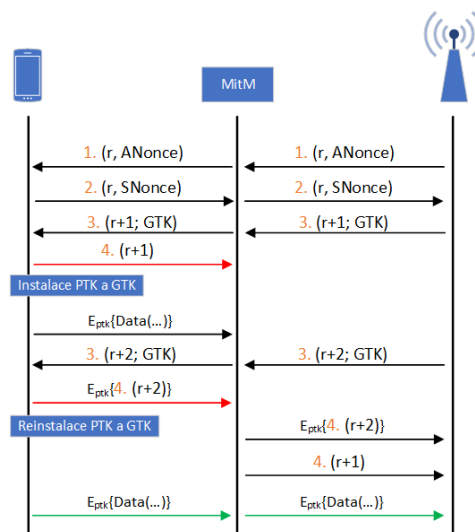 MitM
1. (r, ANonce) 1. (r, ANonce)
2. (r, SNonce) 2. (r, SNonce)
3. (r+1; GTK) 3. (r+1; GTK)
4. (r+1)
Instalace PTK a GTK
Eptk{Data(...)}
3. (r+2; GTK) 3. (r+2; GTK)
Eptk{4. (r+2)}
Reinstalace PTK a GTK
Eptk{4. (r+2)}
4. (r+1)
Eptk{Data(...)} Eptk{Data(...)}